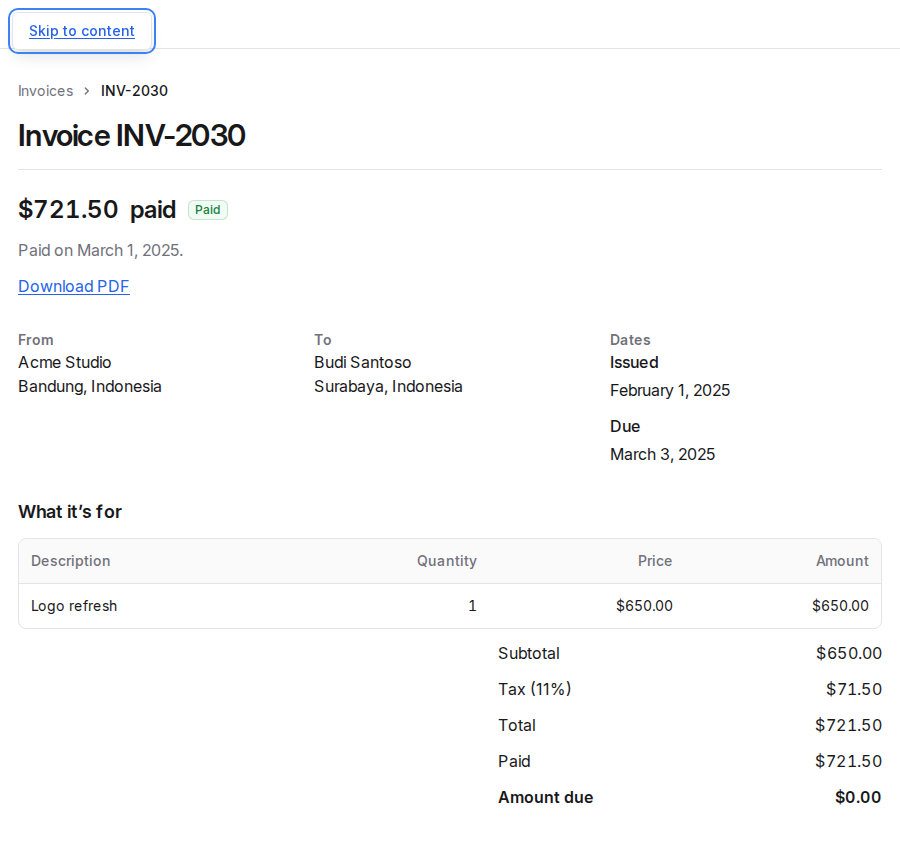 Skip to content
Invoices › INV-2030
Invoice INV-2030
$721.50 paid Paid
Paid on March 1, 2025.
Download PDF
From
Acme Studio
Bandung, Indonesia
To
Budi Santoso
Surabaya, Indonesia
Dates
Issued
February 1, 2025
Due
March 3, 2025
What it’s for
Description Quantity Price Amount
Logo refresh 1 $650.00 $650.00
Subtotal $650.00
Tax (11%) $71.50
Total $721.50
Paid $721.50
Amount due $0.00